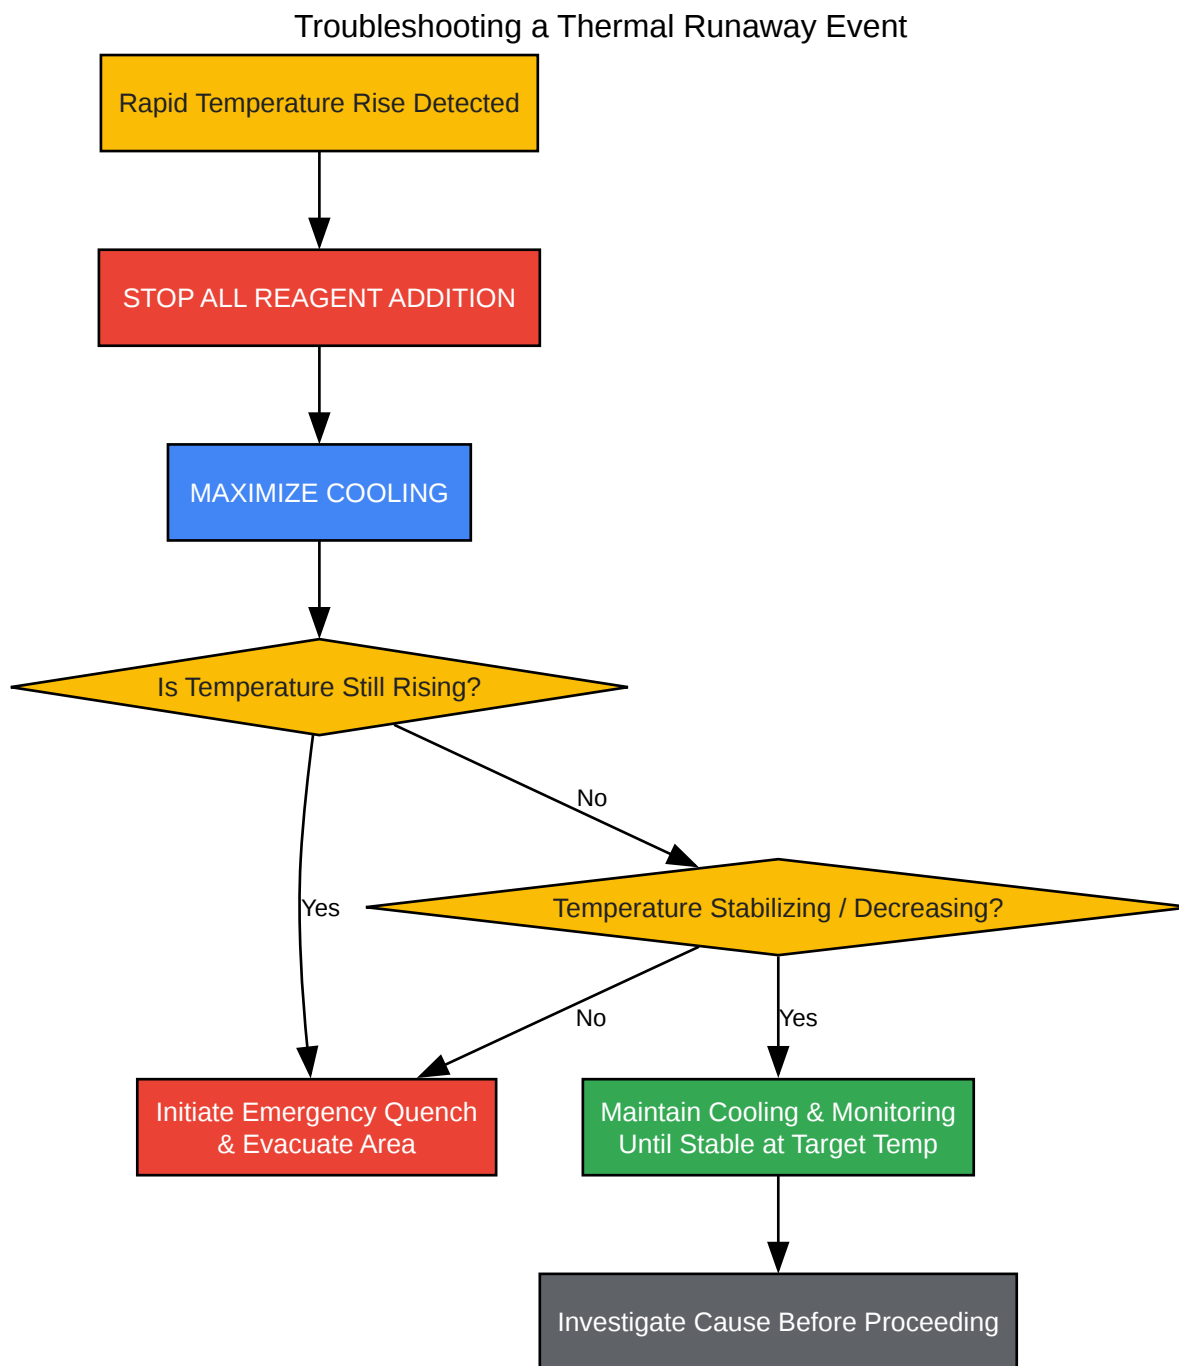 Troubleshooting a Thermal Runaway Event
Rapid Temperature Rise Detected
STOP ALL REAGENT ADDITION
MAXIMIZE COOLING
Is Temperature Still Rising?
No
Yes
Temperature Stabilizing / Decreasing?
No
Yes
Initiate Emergency Quench
& Evacuate Area
Maintain Cooling & Monitoring
Until Stable at Target Temp
Investigate Cause Before Proceeding